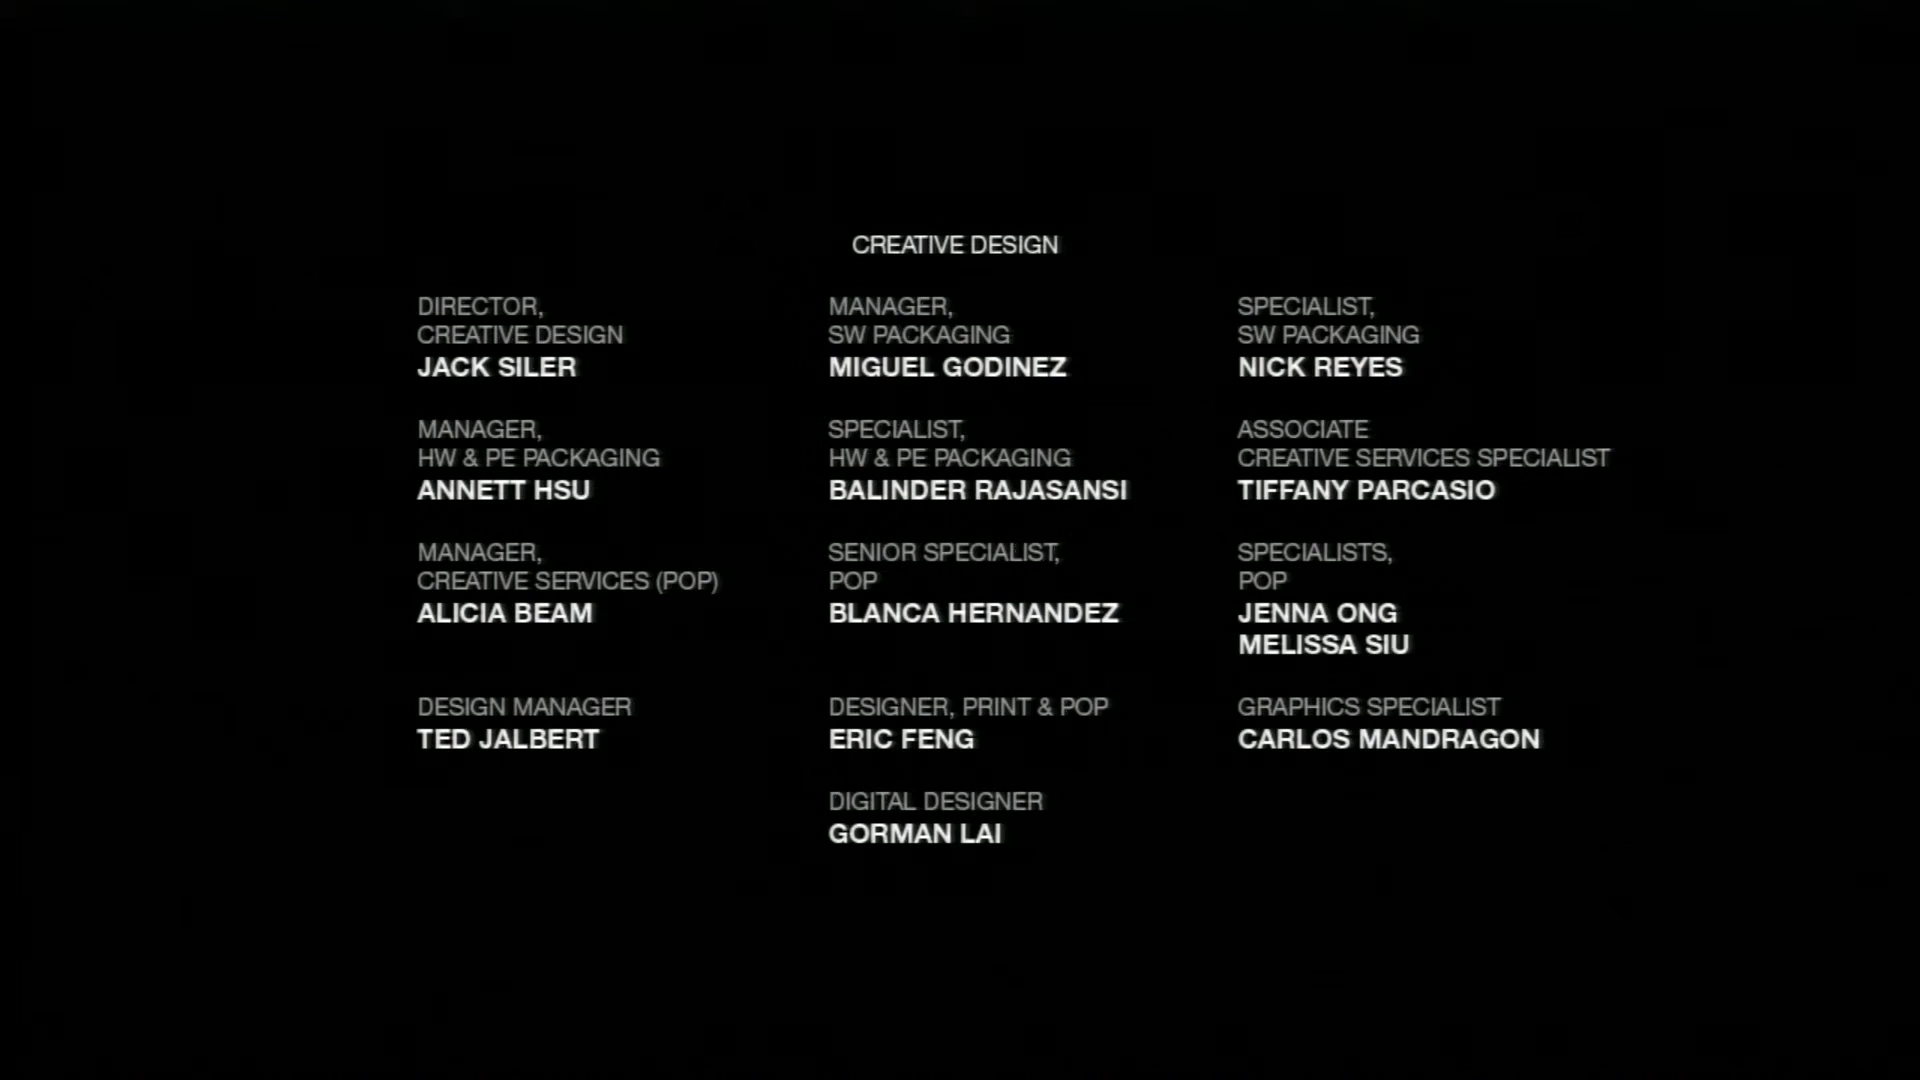 CREATIVE DESIGN
DIRECTOR,
CREATIVE DESIGN
JACK SILER
MANAGER,
SW PACKAGING
MIGUEL GODINEZ
SPECIALIST,
SW PACKAGING
NICK REYES
MANAGER,
HW & PE PACKAGING
ANNETT HSU
SPECIALIST,
HW & PE PACKAGING
BALINDER RAJASANSI
ASSOCIATE
CREATIVE SERVICES SPECIALIST
TIFFANY PARCASIO
MANAGER,
CREATIVE SERVICES (POP)
ALICIA BEAM
SENIOR SPECIALIST,
POP
BLANCA HERNANDEZ
SPECIALISTS,
POP
JENNA ONG
MELISSA SIU
DESIGN MANAGER
TED JALBERT
DESIGNER, PRINT & POP
ERIC FENG
GRAPHICS SPECIALIST
CARLOS MANDRAGON
DIGITAL DESIGNER
GORMAN LAI